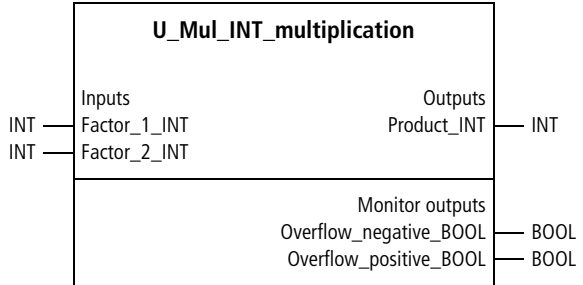 U_Mul_INT_multiplication
Inputs Outputs
INT Factor_1_INT Product_INT INT
INT Factor_2_INT
Monitor outputs
Overflow_negative_BOOL BOOL
Overflow_positive_BOOL BOOL